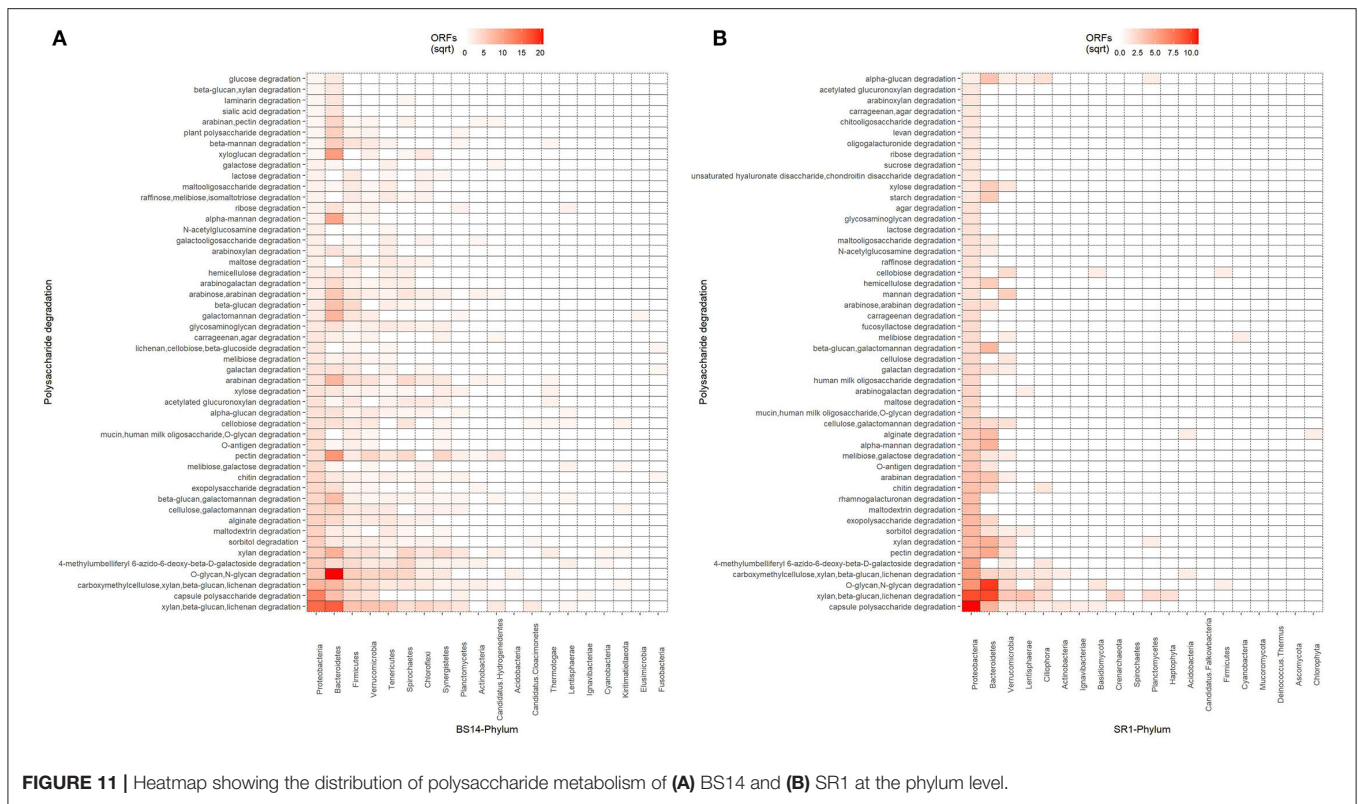 A
ORFs
(sqrt)
0 5 10 15 20
Polysaccharide degradation
glucose degradation
beta-glucan,xylan degradation
laminarin degradation
sialic acid degradation
arabinan,pectin degradation
plant polysaccharide degradation
beta-mannan degradation
xyloglucan degradation
galactose degradation
lactose degradation
maltooligosaccharide degradation
raffinose,melibiose,isomaltotriose degradation
ribose degradation
alpha-mannan degradation
N-acetylglucosamine degradation
galactooligosaccharide degradation
arabinoxylan degradation
maltose degradation
hemicellulose degradation
arabinogalactan degradation
arabinose,arabinan degradation
beta-glucan degradation
galactomannan degradation
glycosaminoglycan degradation
carrageenan,agar degradation
lichenan,cellobiose,beta-glucoside degradation
melibiose degradation
galactan degradation
arabinan degradation
xylose degradation
acetylated glucuronoxylan degradation
alpha-glucan degradation
cellobiose degradation
mucin,human milk oligosaccharide,O-glycan degradation
O-antigen degradation
pectin degradation
melibiose,galactose degradation
chitin degradation
exopolysaccharide degradation
beta-glucan,galactomannan degradation
cellulose,galactomannan degradation
alginate degradation
maltodextrin degradation
sorbitol degradation
xylan degradation
4-methylumbelliferyl 6-azido-6-deoxy-beta-D-galactoside degradation
O-glycan,N-glycan degradation
carboxymethylcellulose,xylan,beta-glucan,lichenan degradation
capsule polysaccharide degradation
xylan,beta-glucan,lichenan degradation
Proteobacteria
Bacteroidetes
Firmicutes
Verrucomicrobia
Tenericutes
Spirochaetes
Chloroflexi
Synergistetes
Planctomycetes
Actinobacteria
Candidatus.Hydrogenedentes
Acidobacteria
Candidatus.Cloacimonetes
Thermotogae
Lentisphaerae
Ignavibacteriae
Cyanobacteria
Kiritimatiellaeota
Elusimicrobia
Fusobacteria
BS14-Phylum
B
ORFs
(sqrt)
0.0 2.5 5.0 7.5 10.0
Polysaccharide degradation
alpha-glucan degradation
acetylated glucuronoxylan degradation
arabinoxylan degradation
carrageenan,agar degradation
chitooligosaccharide degradation
levan degradation
oligogalacturonide degradation
ribose degradation
sucrose degradation
unsaturated hyaluronate disaccharide,chondroitin disaccharide degradation
xylose degradation
starch degradation
agar degradation
glycosaminoglycan degradation
lactose degradation
maltooligosaccharide degradation
N-acetylglucosamine degradation
raffinose degradation
cellobiose degradation
hemicellulose degradation
mannan degradation
arabinose,arabinan degradation
carrageenan degradation
fucosyllactose degradation
melibiose degradation
beta-glucan,galactomannan degradation
cellulose degradation
galactan degradation
human milk oligosaccharide degradation
arabinogalactan degradation
maltose degradation
mucin,human milk oligosaccharide,O-glycan degradation
cellulose,galactomannan degradation
alginate degradation
alpha-mannan degradation
melibiose,galactose degradation
O-antigen degradation
arabinan degradation
chitin degradation
rhamnogalacturonan degradation
maltodextrin degradation
exopolysaccharide degradation
sorbitol degradation
xylan degradation
pectin degradation
4-methylumbelliferyl 6-azido-6-deoxy-beta-D-galactoside degradation
carboxymethylcellulose,xylan,beta-glucan,lichenan degradation
O-glycan,N-glycan degradation
xylan,beta-glucan,lichenan degradation
capsule polysaccharide degradation
Proteobacteria
Bacteroidetes
Verrucomicrobia
Lentisphaerae
Ciliophora
Actinobacteria
Ignavibacteriae
Basidiomycota
Crenarchaeota
Spirochaetes
Planctomycetes
Haptophyta
Acidobacteria
Candidatus.Falkowbacteria
Firmicutes
Cyanobacteria
Mucoromycota
Deinococcus.Thermus
Ascomycota
Chlorophyta
SR1-Phylum
FIGURE 11 | Heatmap showing the distribution of polysaccharide metabolism of (A) BS14 and (B) SR1 at the phylum level.